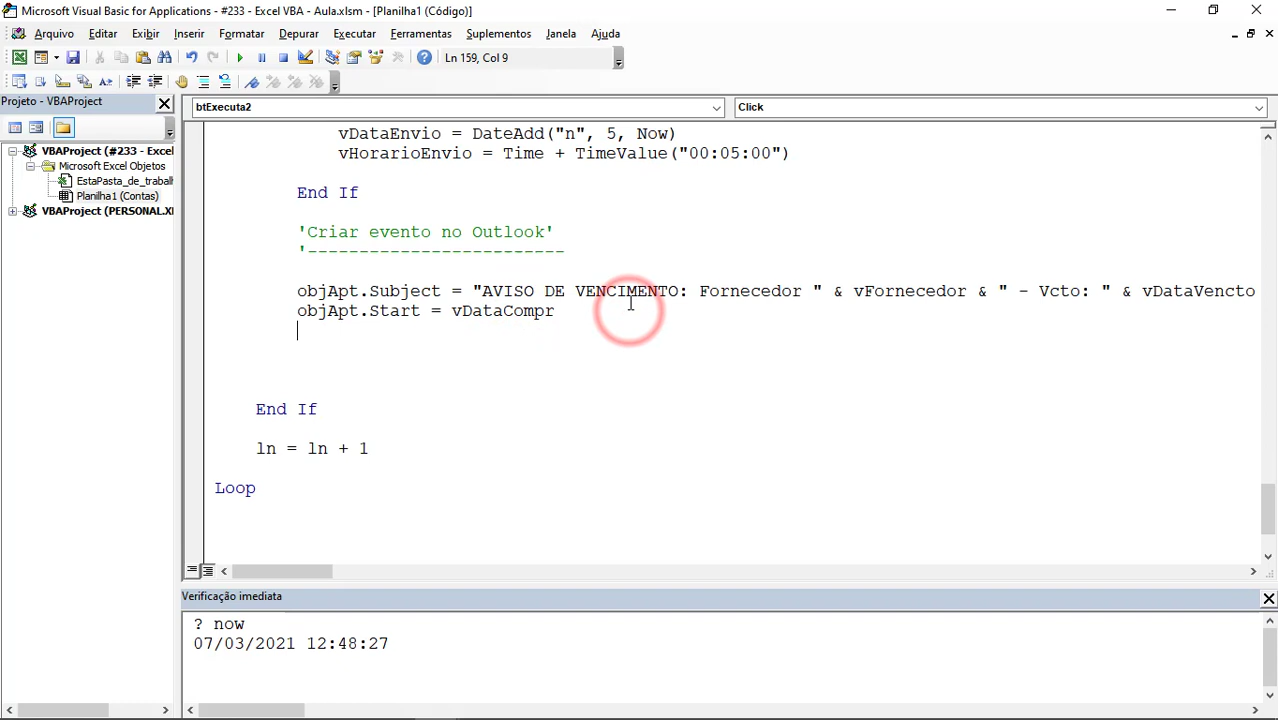 Microsoft Visual Basic for Applications - #233 - Excel VBA - Aula.xlsm - [Planilha1 (Código)]
Arquivo Editar Exibir Inserir Formatar Depurar Executar Ferramentas Suplementos Janela Ajuda
Ln 159, Col 9
Projeto - VBAProject
btExecuta2
Click
VBAProject (#233 - Excel
Microsoft Excel Objetos
EstaPasta_de_trabalh
Planilha1 (Contas)
VBAProject (PERSONAL.X
vDataEnvio = DateAdd("n", 5, Now)
vHorarioEnvio = Time + TimeValue("00:05:00")
End If
'Criar evento no Outlook'
'-------------------------
objApt.Subject = "AVISO DE VENCIMENTO: Fornecedor " & vFornecedor & " - Vcto: " & vDataVencto
objApt.Start = vDataCompr
End If
ln = ln + 1
Loop
Verificação imediata
? now
07/03/2021 12:48:27